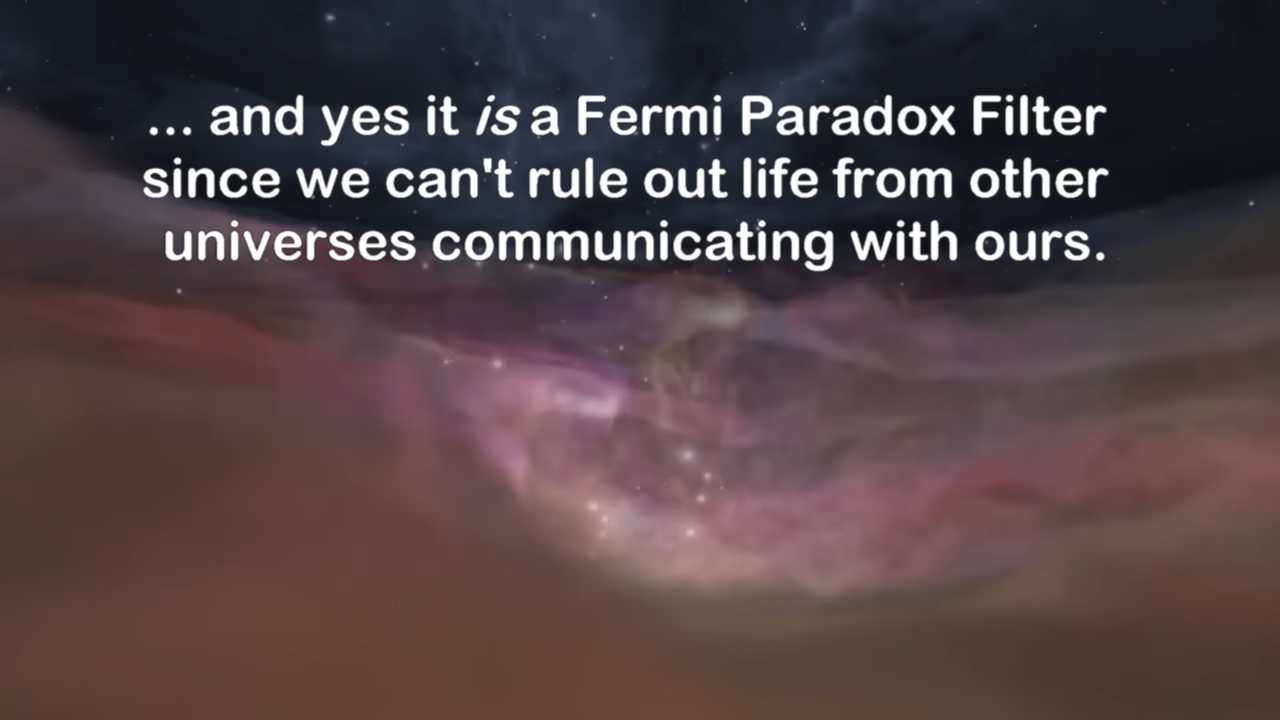 ... and yes it is a Fermi Paradox Filter
since we can't rule out life from other
universes communicating with ours.